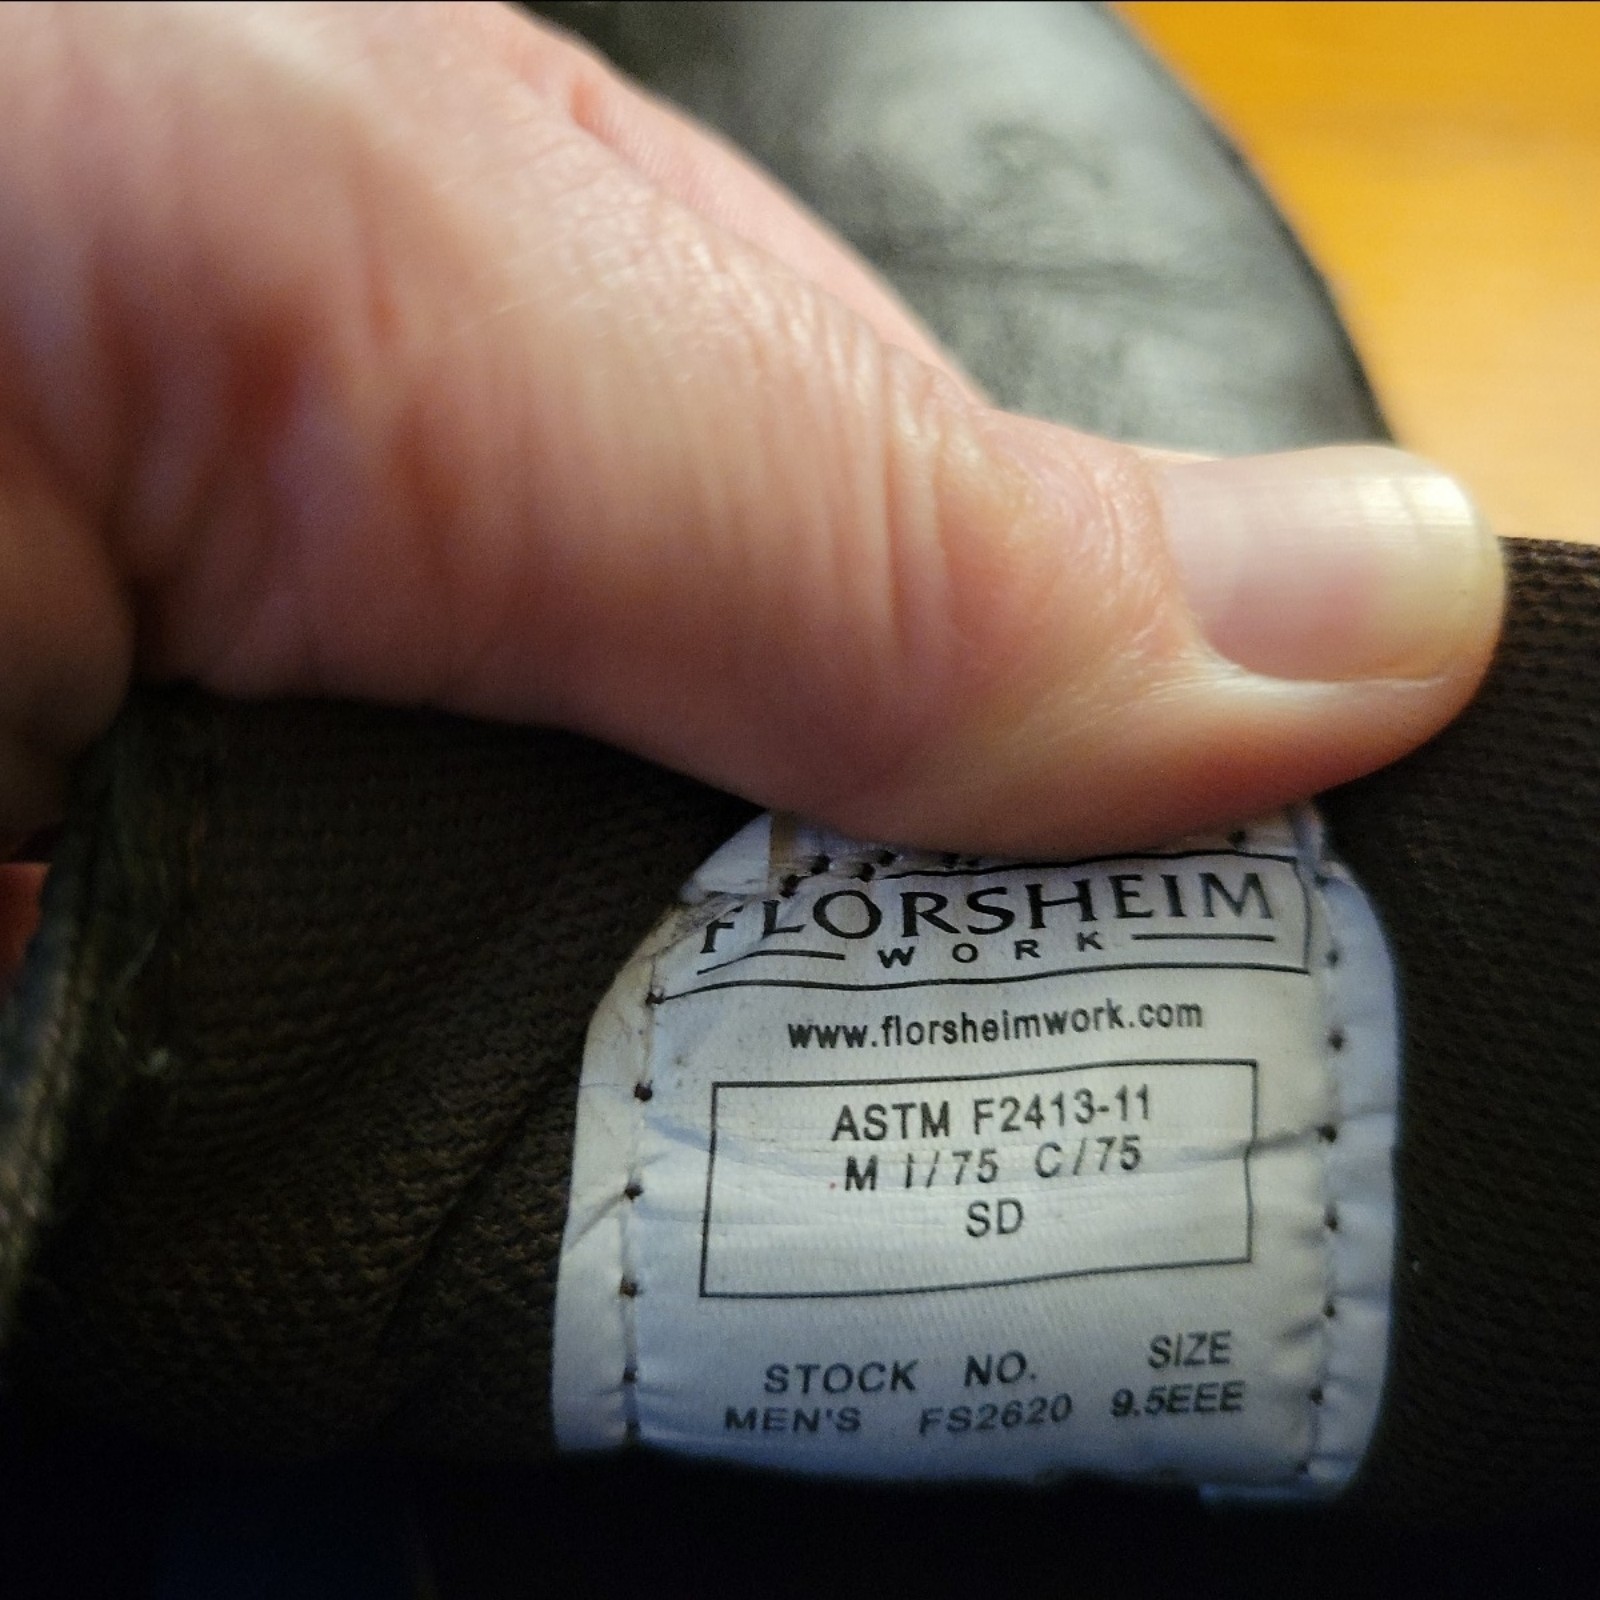 FLORSHEIM
WORK
www.florsheimwork.com
ASTM F2413-11
M I/75 C/75
SD
STOCK NO. SIZE
MEN'S FS2620 9.5EEE